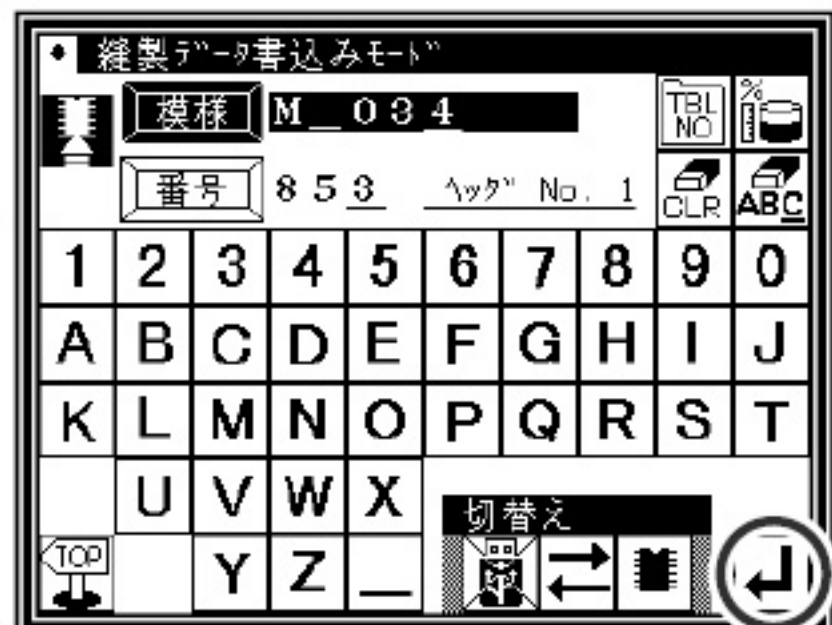 縫製ﾃﾞｰﾀ書込みﾓｰﾄﾞ
模様 M_034 TBL NO %
番号 853 ﾍｯﾀﾞ No. 1 CLR ABC
1 2 3 4 5 6 7 8 9 0
A B C D E F G H I J
K L M N O P Q R S T
U V W X
切替え
TOP Y Z _